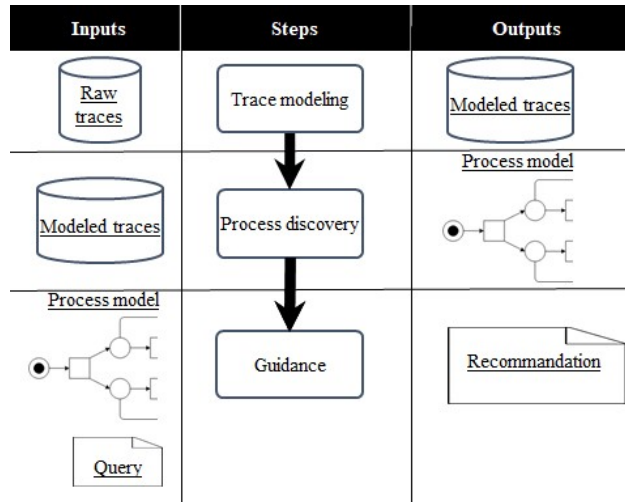 Inputs
Steps
Outputs
Raw
traces
Trace modeling
Modeled traces
Modeled traces
Process discovery
Process model
Process model
Query
Guidance
Recommandation